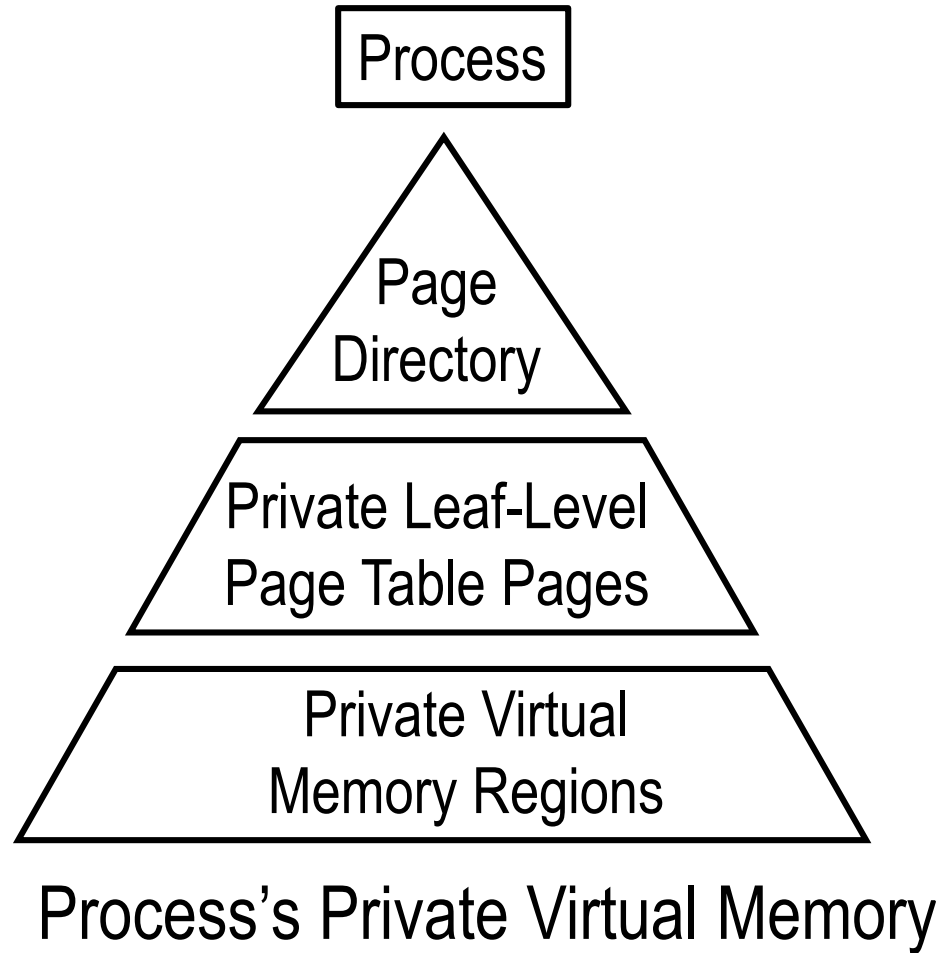 Process
Page
Directory
Private Leaf-Level
Page Table Pages
Private Virtual
Memory Regions
Process’s Private Virtual Memory